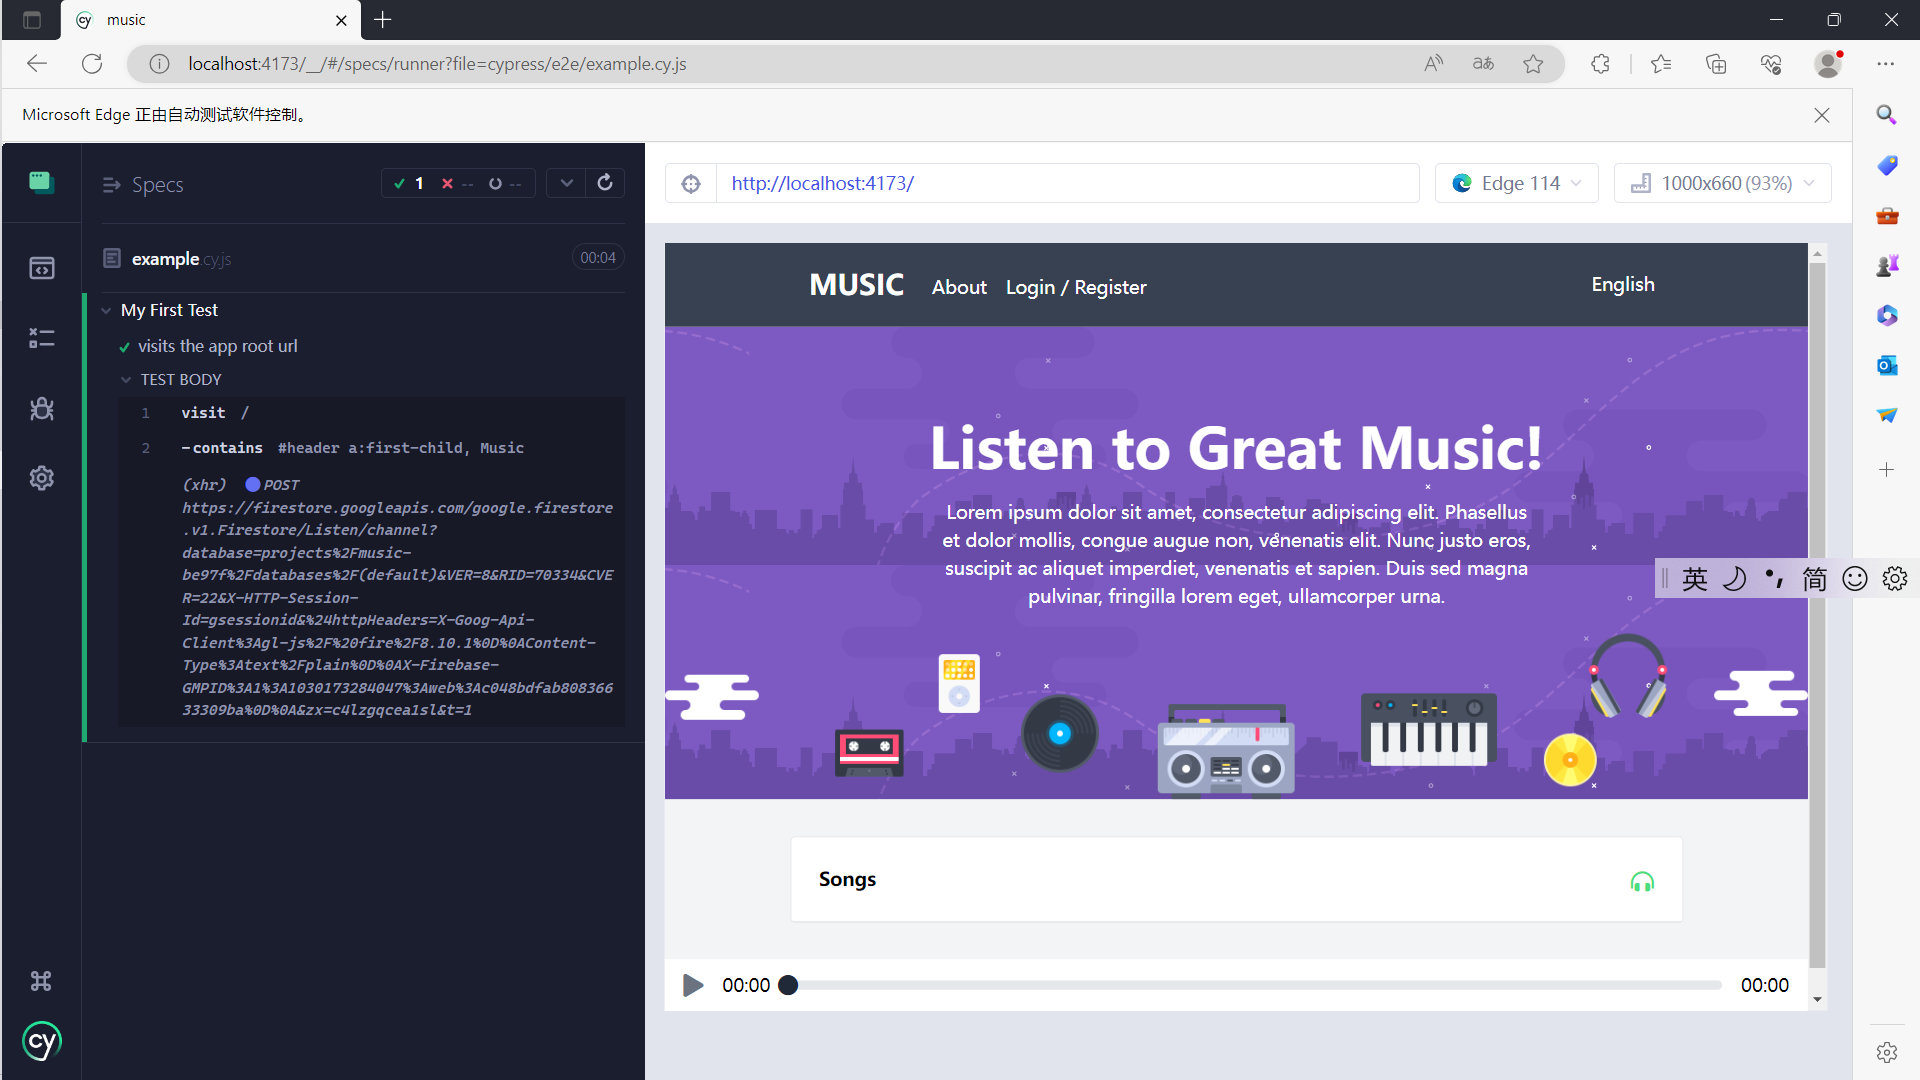 music
localhost:4173/__/#/specs/runner?file=cypress/e2e/example.cy.js
Microsoft Edge 正由自动测试软件控制。
Specs
1 -- --
http://localhost:4173/
Edge 114
1000x660 (93%)
example.cy.js
00:04
My First Test
visits the app root url
TEST BODY
1 visit /
2 -contains #header a:first-child, Music
(xhr) POST
https://firestore.googleapis.com/google.firestore
.v1.Firestore/Listen/channel?
database=projects%2Fmusic-
be97f%2Fdatabases%2F(default)&VER=8&RID=70334&CVE
R=22&X-HTTP-Session-
Id=gsessionid&%24httpHeaders=X-Goog-Api-
Client%3Agl-js%2F%20fire%2F8.10.1%0D%0AContent-
Type%3Atext%2Fplain%0D%0AX-Firebase-
GMPID%3A1%3A1030173284047%3Aweb%3Ac048bdfab808366
33309ba%0D%0A&zx=c4lzgqcea1sl&t=1
cy
MUSIC
About
Login / Register
English
Listen to Great Music!
Lorem ipsum dolor sit amet, consectetur adipiscing elit. Phasellus
et dolor mollis, congue augue non, venenatis elit. Nunc justo eros,
suscipit ac aliquet imperdiet, venenatis et sapien. Duis sed magna
pulvinar, fringilla lorem eget, ullamcorper urna.
英 简
Songs
00:00
00:00